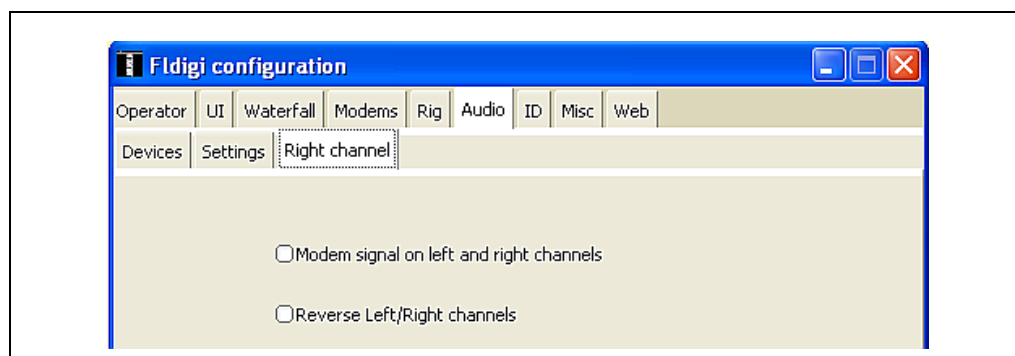 Fldigi configuration
Operator UI Waterfall Modems Rig Audio ID Misc Web
Devices Settings Right channel
Modem signal on left and right channels
Reverse Left/Right channels